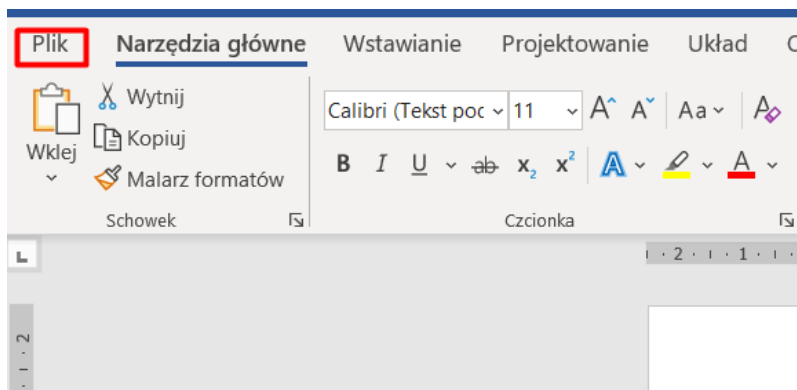 Plik Narzędzia główne Wstawianie Projektowanie Układ
Wytnij
Kopiuj
Wklej
Malarz formatów
Calibri (Tekst poc 11 A A Aa A
B I U ab x₂ x² A A
Schowek Czcionka
2 1
2
1